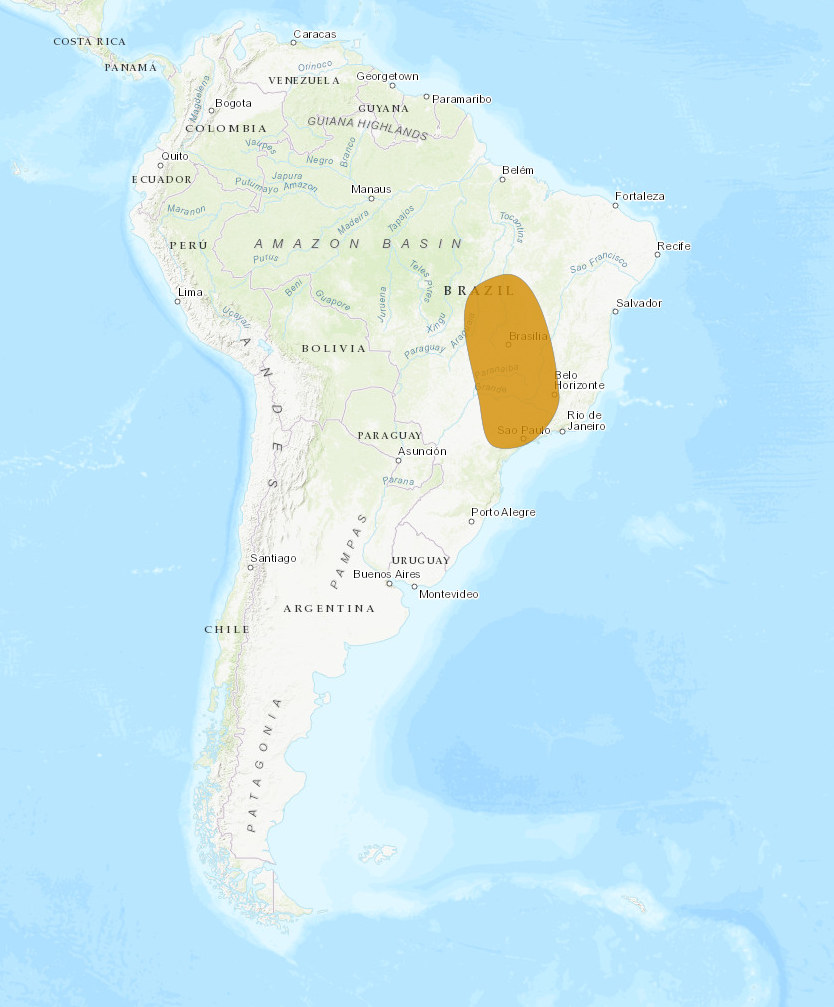 Caracas
COSTA RICA
PANAMA
Orinoco
Georgetown
VENEZUELA
Magdalena
Paramaribo
Bogota
GUYANA
GUIANA HIGHLANDS
COLOMBIA
Vaupes
Branco
Quito
Negro
Belém
ECUADOR
Japura
Putumayo
Amazon
Manaus
Fortaleza
Maranon
Madeira
Tapajos
Tocantins
PERÚ
AMAZON BASIN
Recife
Purus
Sao Francisco
Teles Pires
BRAZIL
Lima
Beni
Guapore
Juruena
Salvador
Ucayali
Xingu
Araguaia
Brasilia
ANDES
BOLIVIA
Paraguay
Paranaiba
Belo
Horizonte
Grande
Rio de
Janeiro
Sao Paulo
PARAGUAY
Asunción
Parana
Porto Alegre
PAMPAS
Santiago
URUGUAY
Buenos Aires
Montevideo
ARGENTINA
CHILE
PATAGONIA